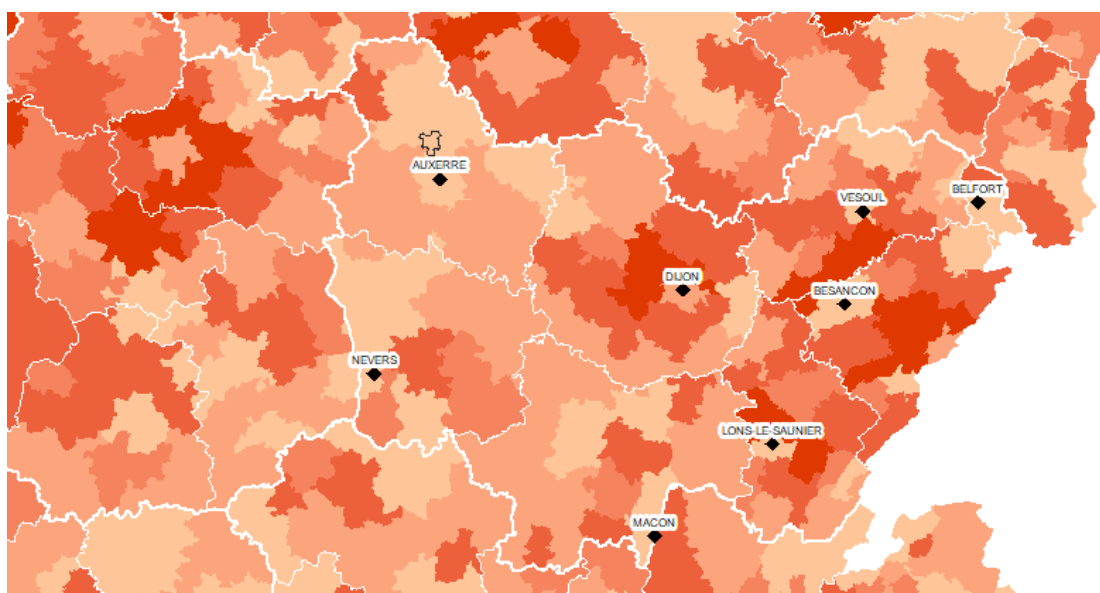 AUXERRE
BELFORT
VESOUL
DIJON
BESANCON
NEVERS
LONS-LE-SAUNIER
MACON